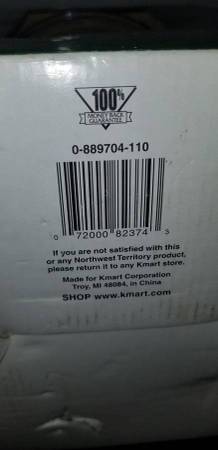 100%
MONEY BACK
GUARANTEE
0-889704-110
0 72000 82374 3
If you are not satisfied with this
or any Northwest Territory product,
please return it to any Kmart store.
Made for Kmart Corporation
Troy, MI 48084, in China
SHOP www.kmart.com